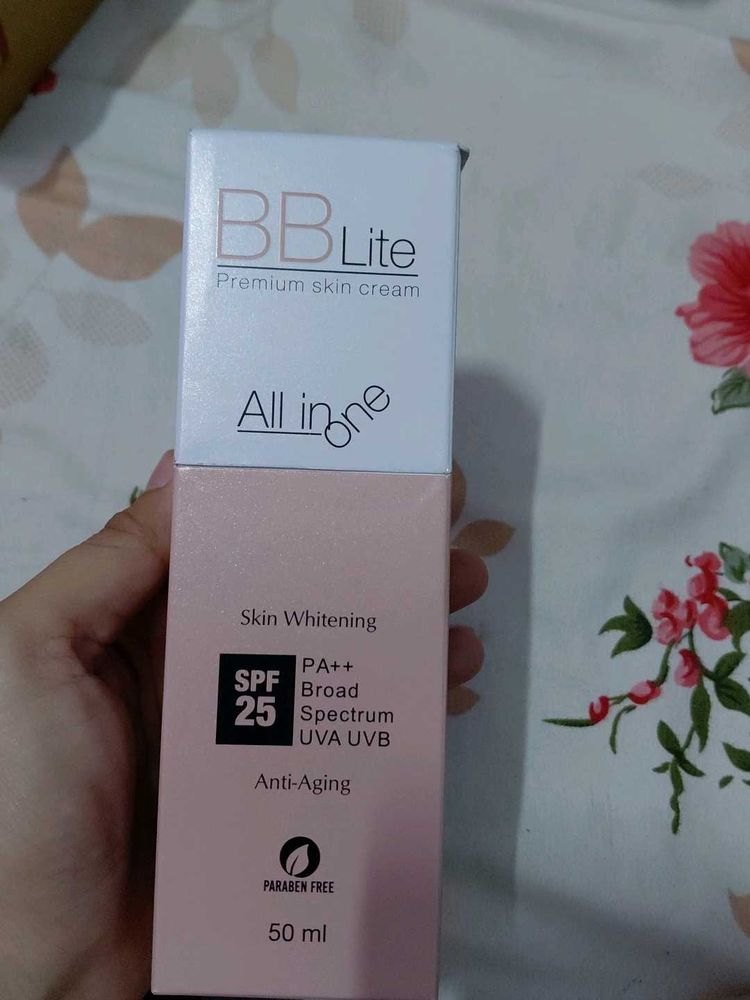 BB Lite
Premium skin cream
All in one
Skin Whitening
SPF
25
PA++
Broad
Spectrum
UVA UVB
Anti-Aging
PARABEN FREE
50 ml